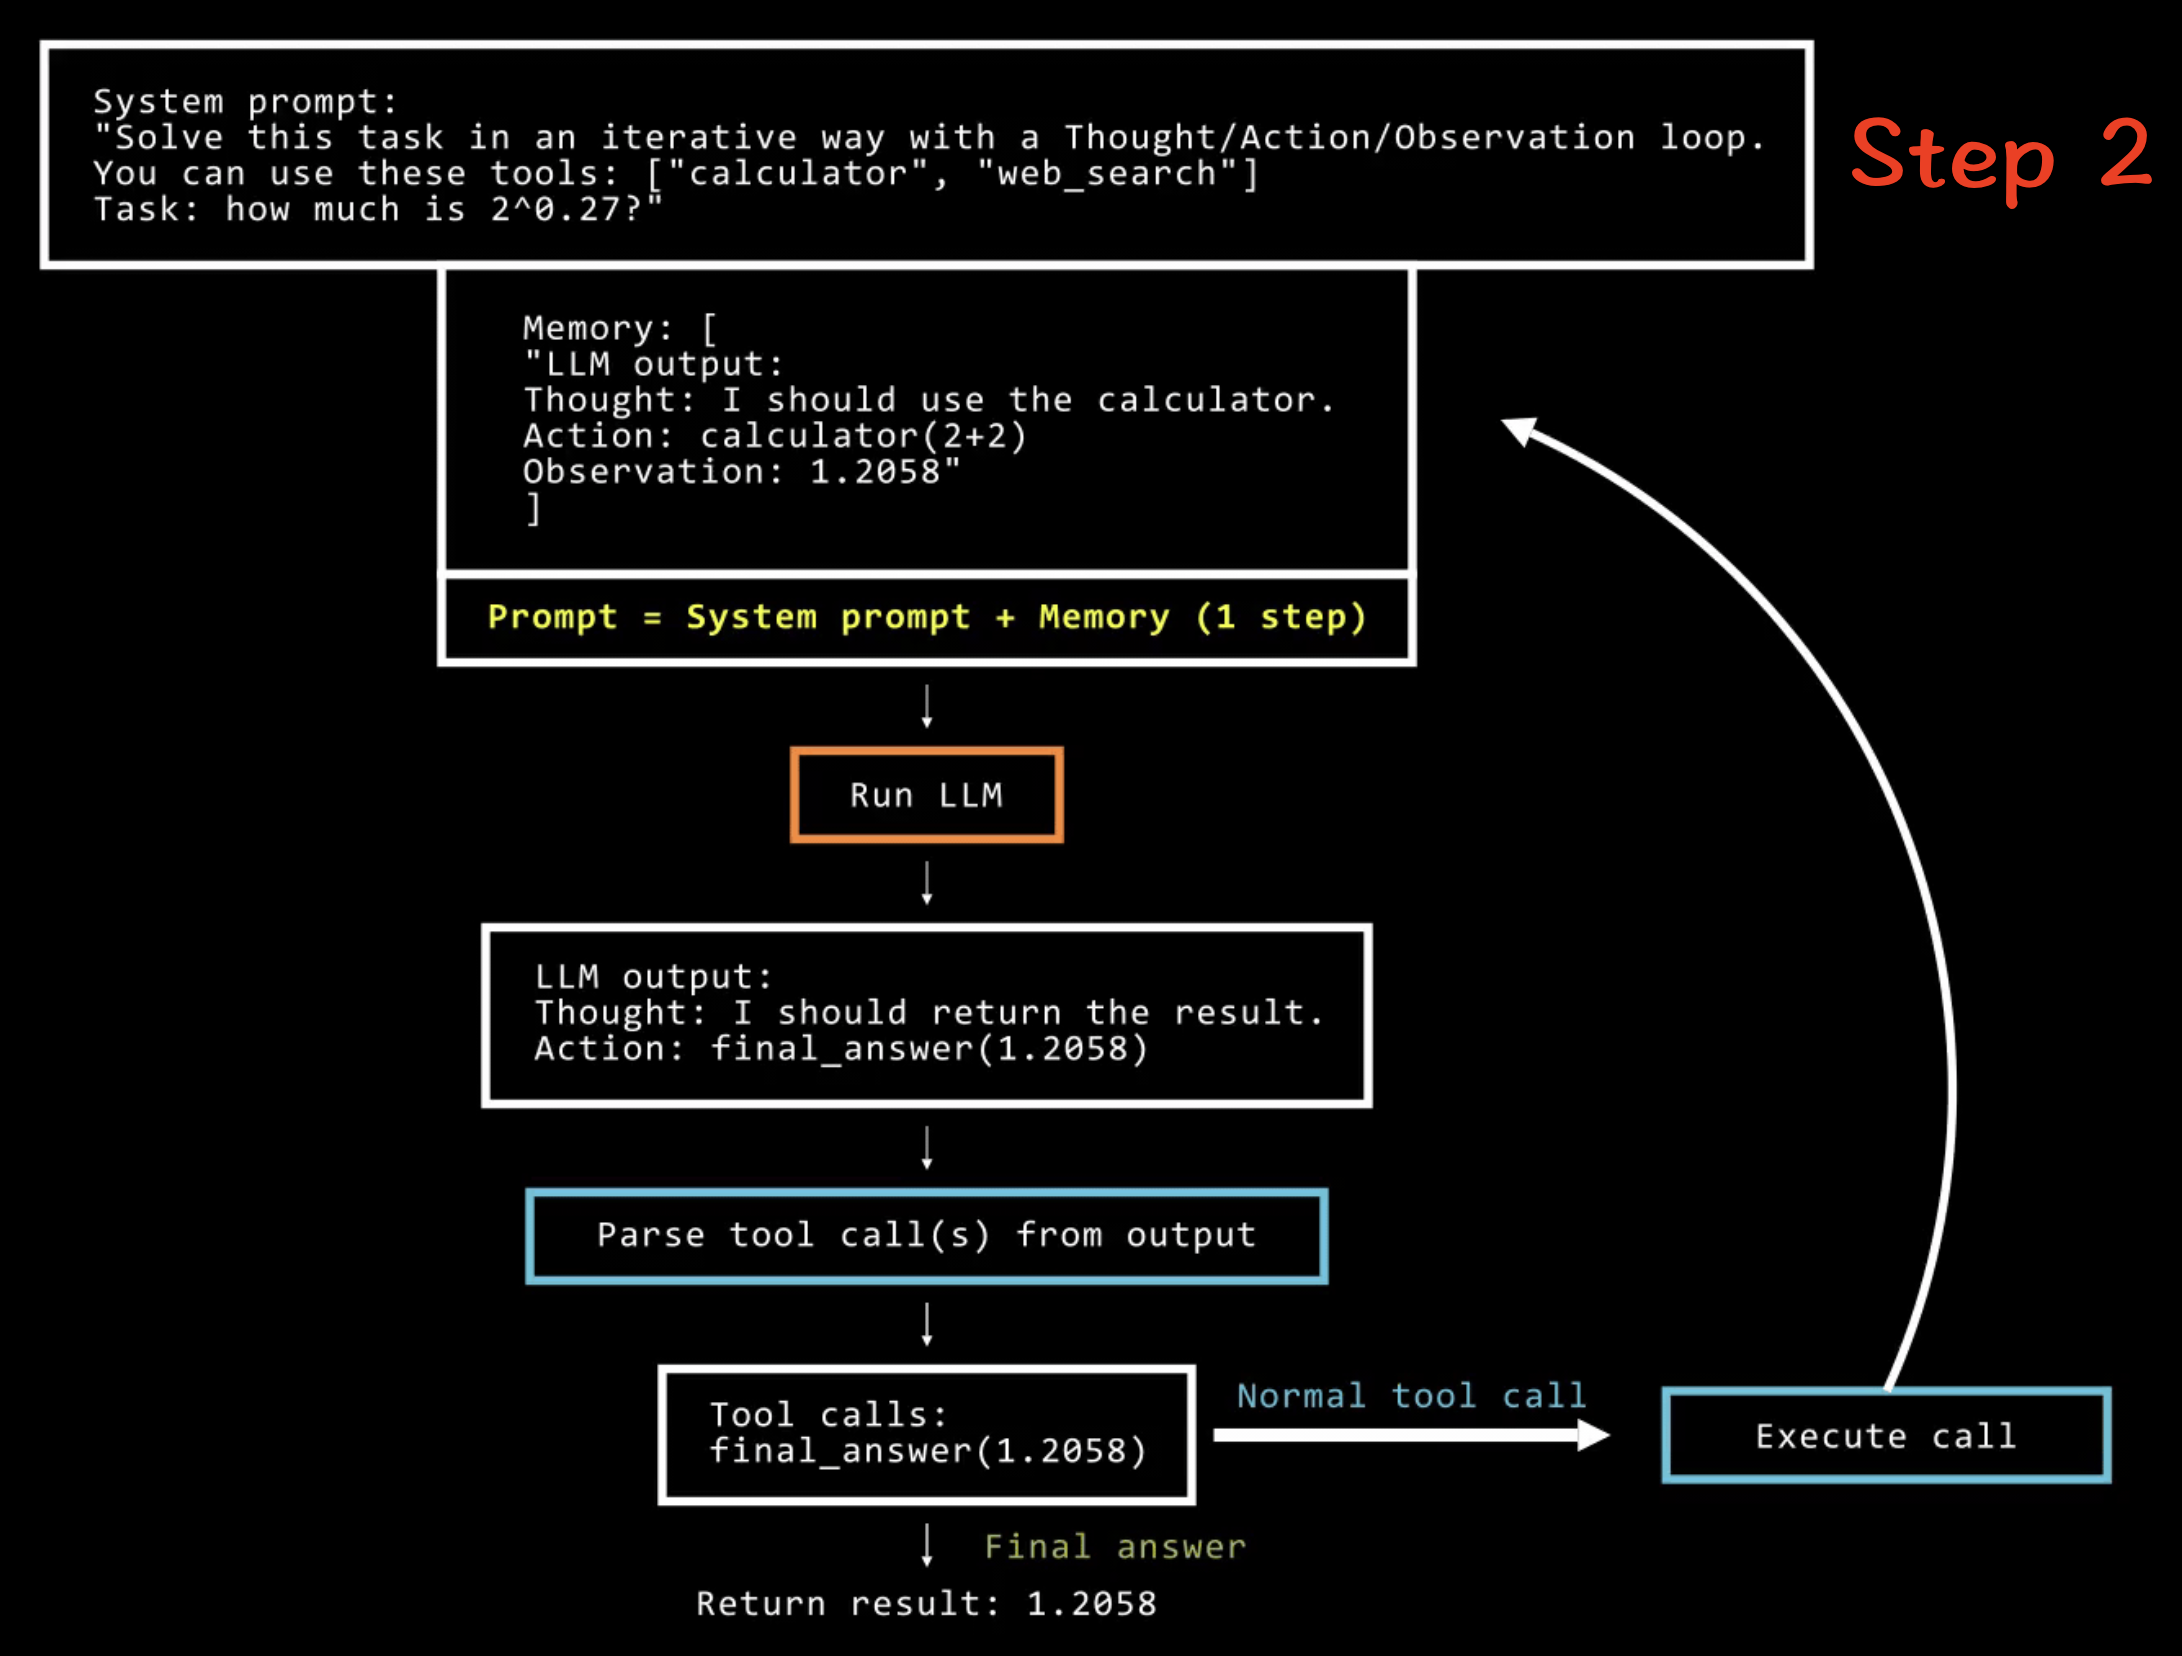 System prompt:
"Solve this task in an iterative way with a Thought/Action/Observation loop.
You can use these tools: ["calculator", "web_search"]
Task: how much is 2^0.27?"
Step 2
Memory: [
"LLM output:
Thought: I should use the calculator.
Action: calculator(2+2)
Observation: 1.2058"
]
Prompt = System prompt + Memory (1 step)
Run LLM
LLM output:
Thought: I should return the result.
Action: final_answer(1.2058)
Parse tool call(s) from output
Tool calls:
final_answer(1.2058)
Normal tool call
Execute call
Final answer
Return result: 1.2058